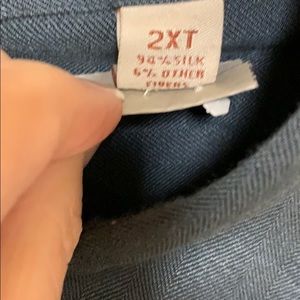 2XT
94% SILK
6% OTHER
FIBERS